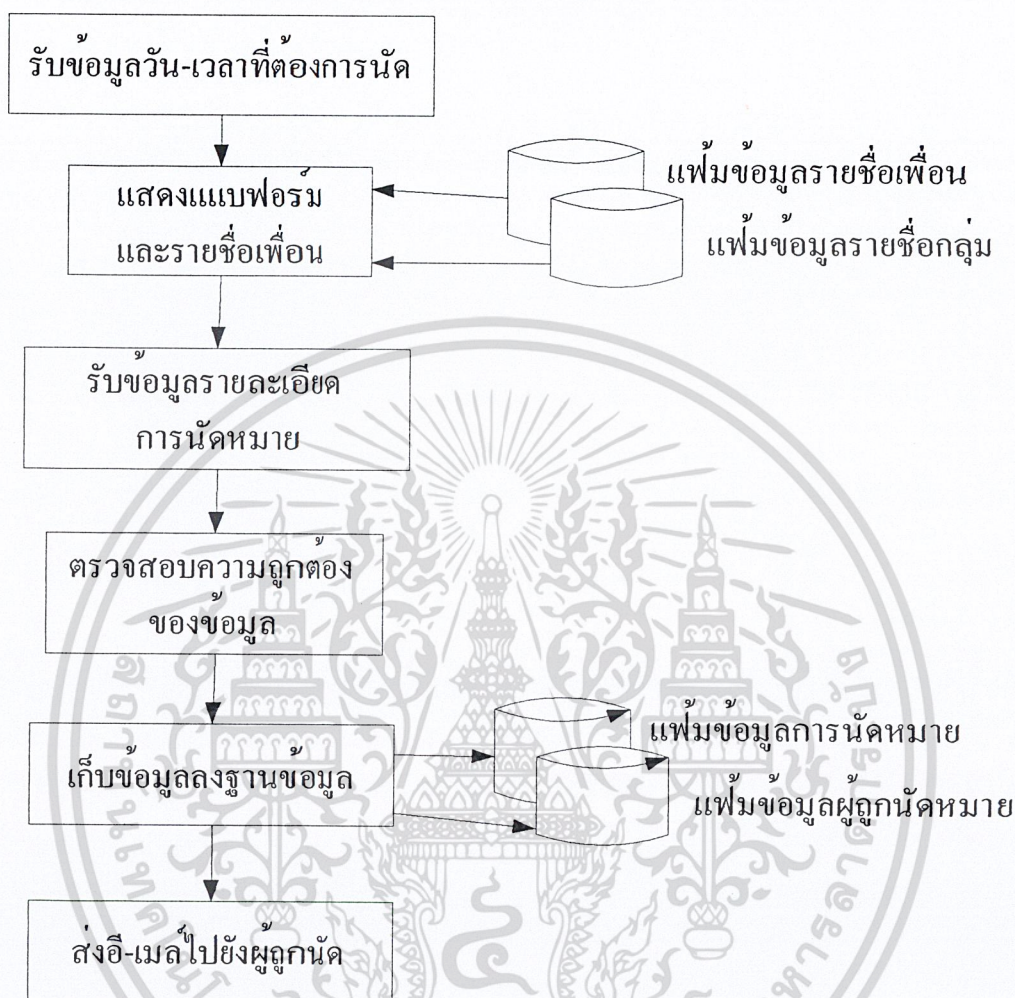 รับข้อมูลวัน-เวลาที่ต้องการนัด
แสดงแแบบฟอร์ม
และรายชื่อเพื่อน
แฟ้มข้อมูลรายชื่อเพื่อน
แฟ้มข้อมูลรายชื่อกลุ่ม
รับข้อมูลรายละเอียด
การนัดหมาย
ตรวจสอบความถูกต้อง
ของข้อมูล
เก็บข้อมูลลงฐานข้อมูล
แฟ้มข้อมูลการนัดหมาย
แฟ้มข้อมูลผู้ถูกนัดหมาย
ส่งอี-เมล์ไปยังผู้ถูกนัด